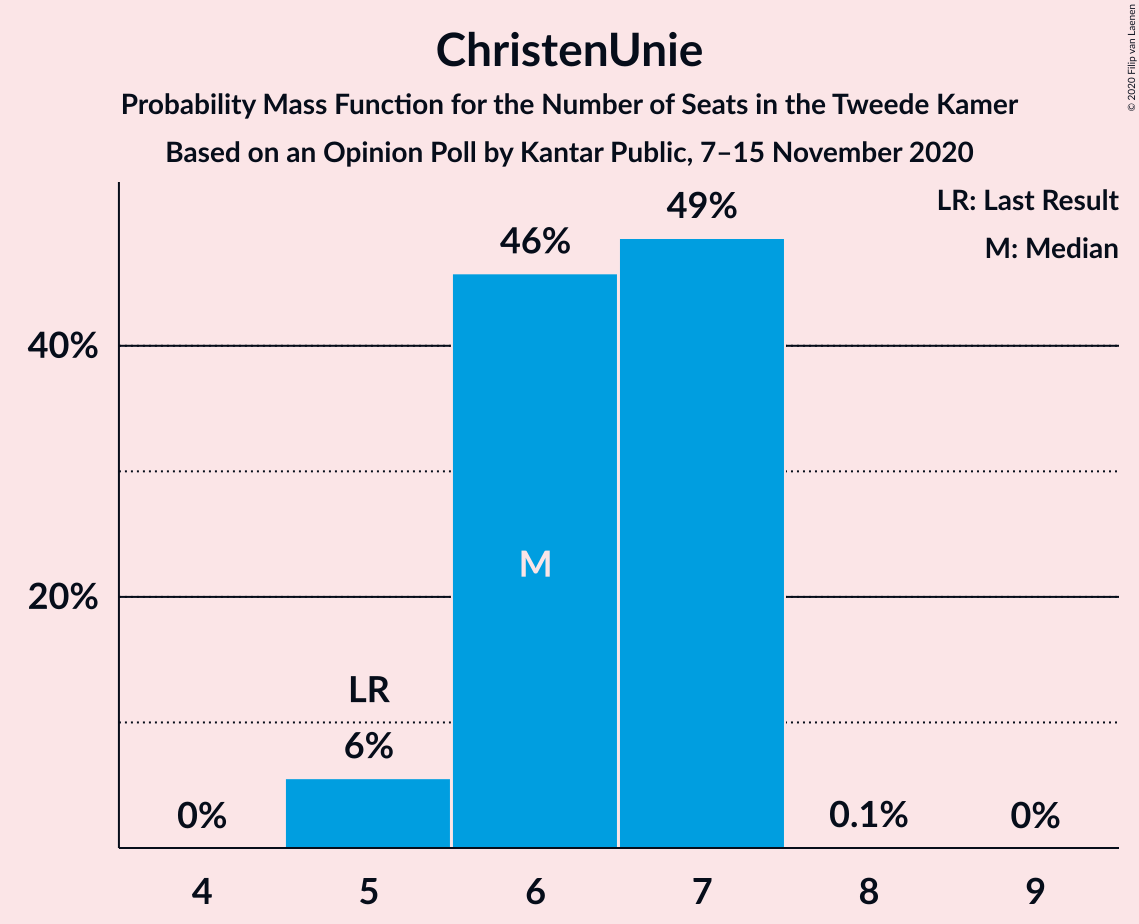 ChristenUnie
Probability Mass Function for the Number of Seats in the Tweede Kamer
Based on an Opinion Poll by Kantar Public, 7–15 November 2020
© 2020 Filip van Laenen
LR: Last Result
M: Median
49%
46%
40%
M
20%
LR
6%
0%
0.1%
0%
4
5
6
7
8
9